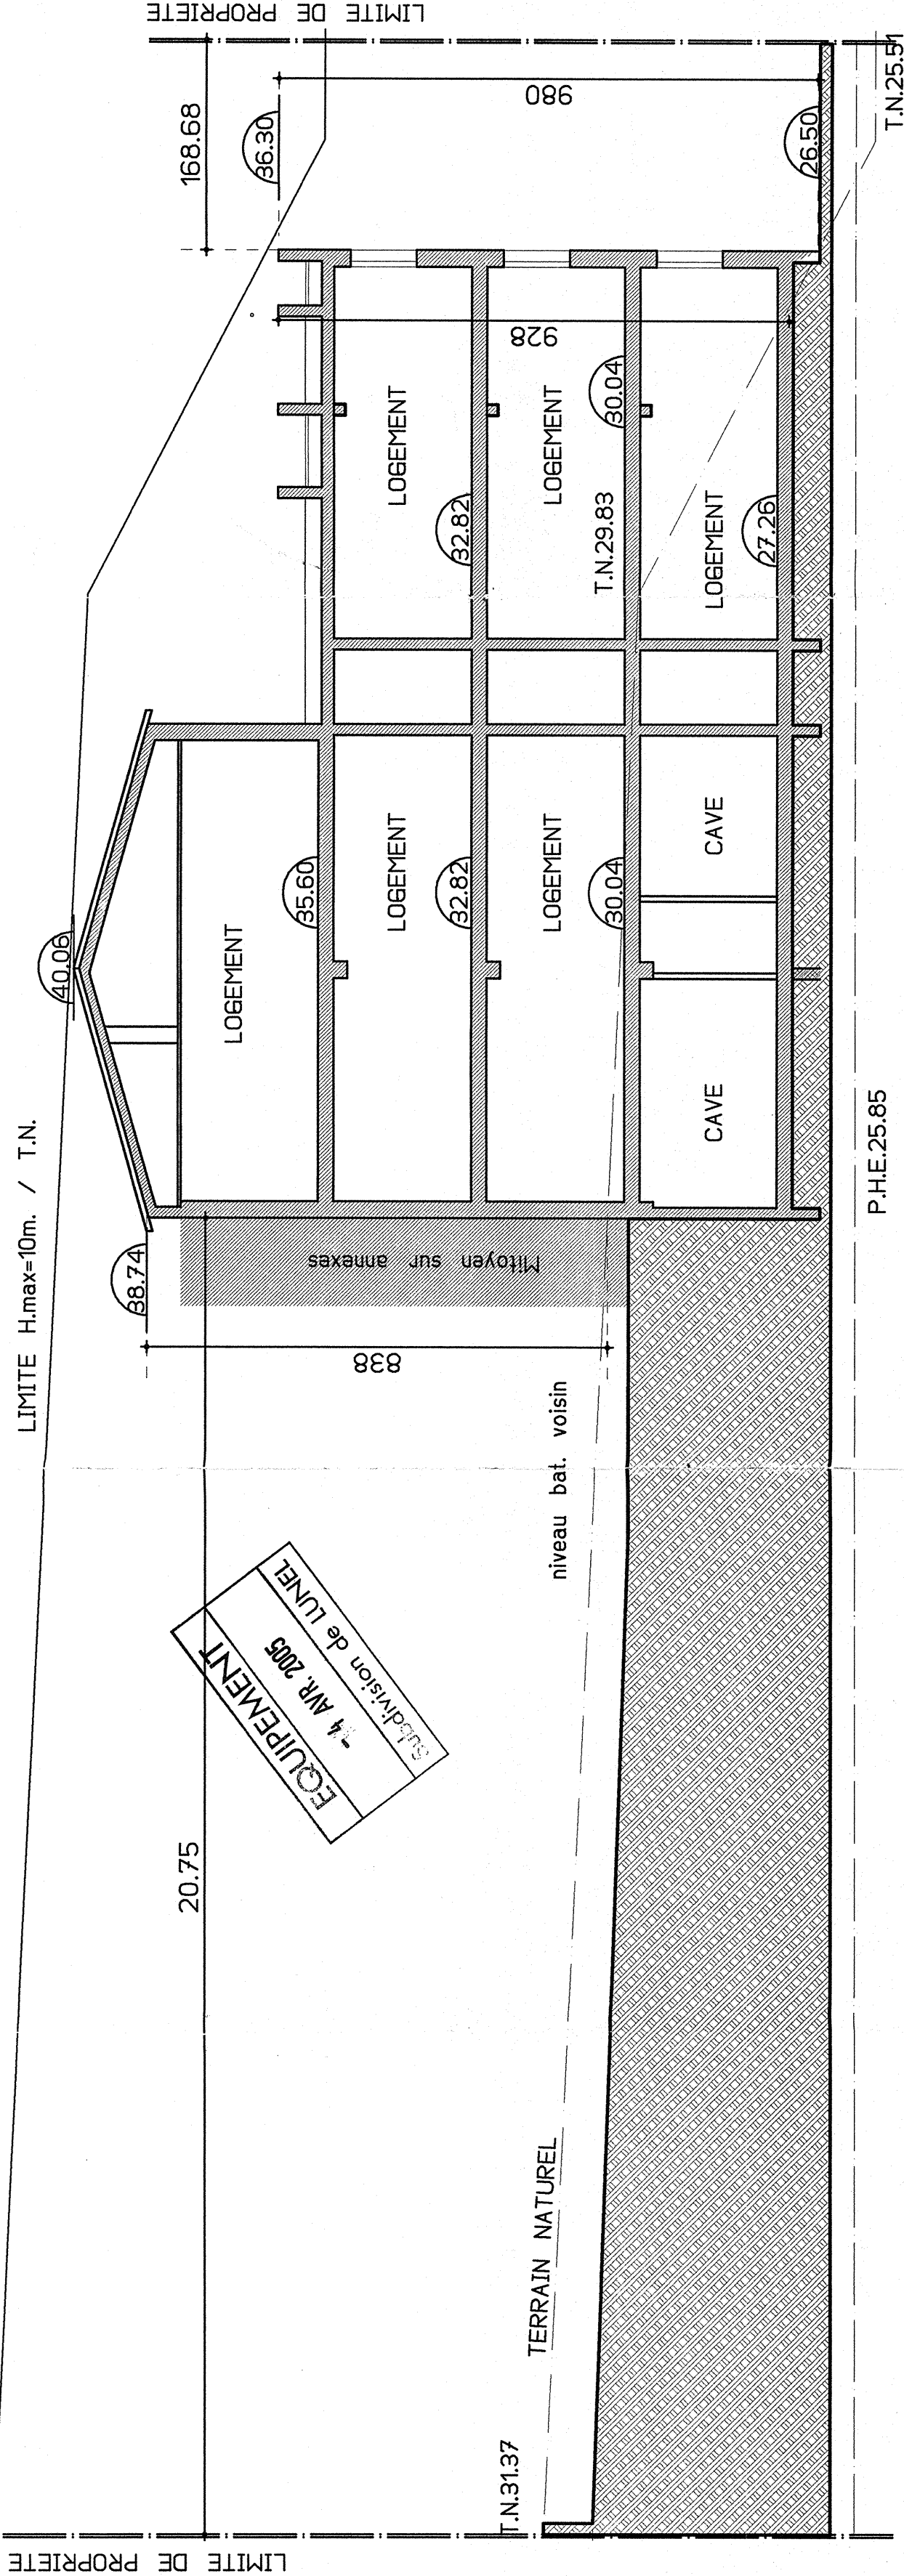 LIMITE DE PROPRIETE
LIMITE H.max=10m. / T.N.
40.06
38.74
20.75
168.68
36.30
980
26.50
T.N.25.51
LIMITE DE PROPRIETE
LOGEMENT
35.60
LOGEMENT
32.82
LOGEMENT
32.82
LOGEMENT
30.04
LOGEMENT
30.04
928
T.N.29.83
CAVE
CAVE
LOGEMENT
27.26
Mitoyen sur annexes
838
niveau bat. voisin
EQUIPEMENT
-4 AVR. 2005
Subdivision de LUNEL
TERRAIN NATUREL
T.N.31.37
P.H.E.25.85